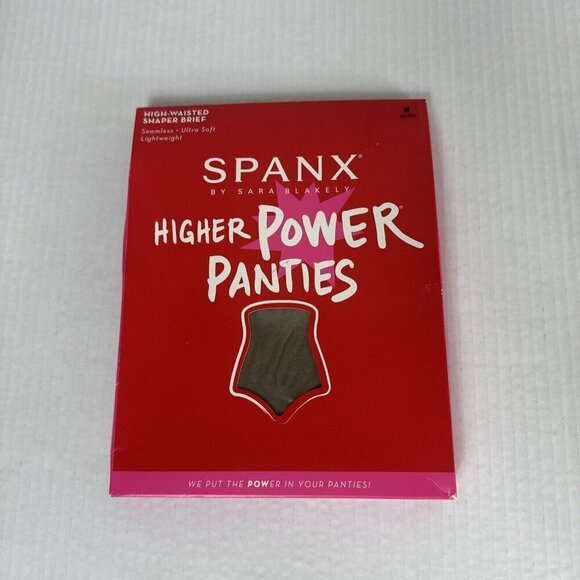 HIGH-WAISTED
SHAPER BRIEF
Seamless • Ultra Soft
Lightweight
M
SPANX®
BY SARA BLAKELY
HIGHER POWER
PANTIES
WE PUT THE POWER IN YOUR PANTIES!